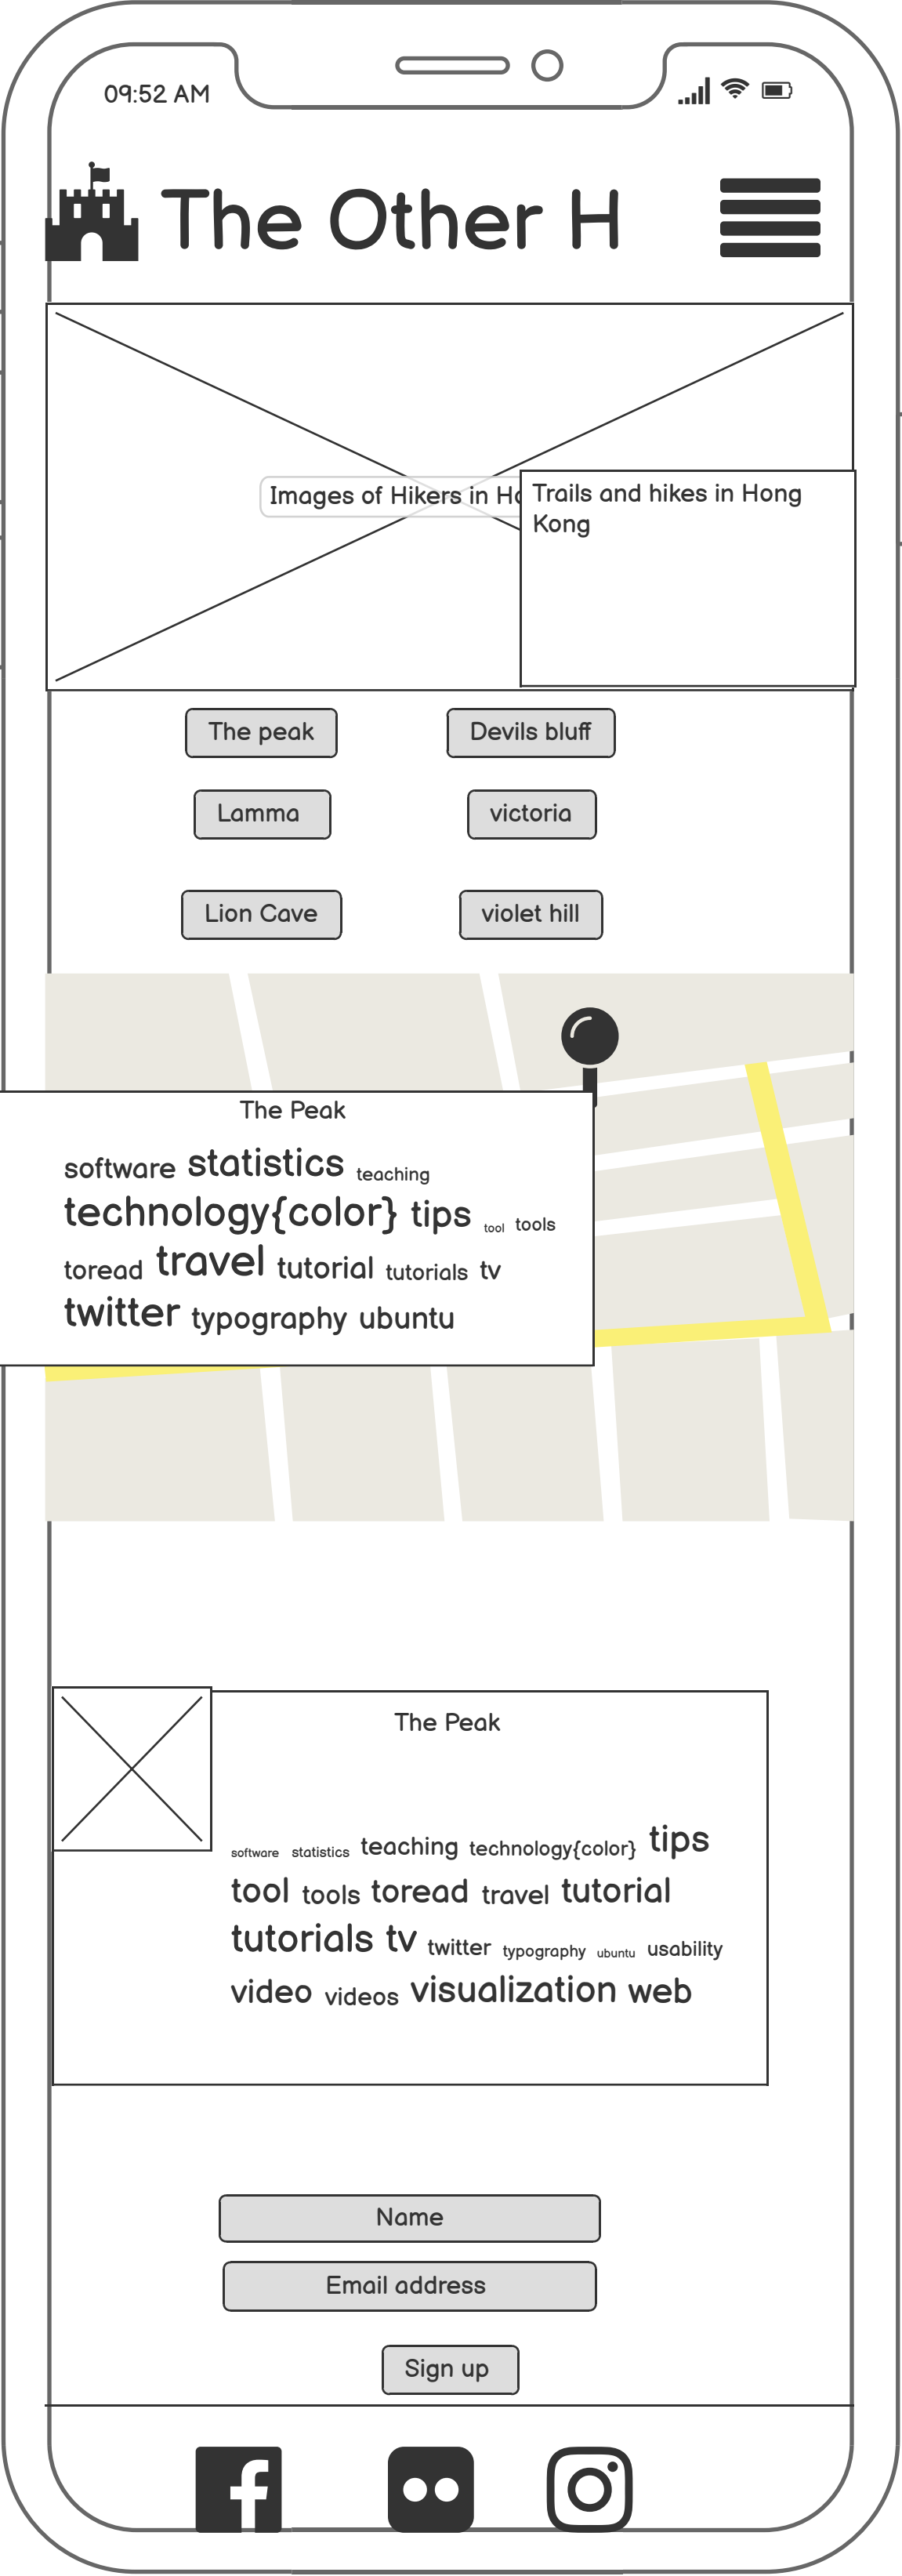 09:52 AM
The Other H
Images of Hikers in Ho
Trails and hikes in Hong
Kong
The peak
Devils bluff
Lamma
victoria
Lion Cave
violet hill
The Peak
software statistics teaching
technology{color} tips tool tools
toread travel tutorial tutorials tv
twitter typography ubuntu
The Peak
software statistics teaching technology{color} tips
tool tools toread travel tutorial
tutorials tv twitter typography ubuntu usability
video videos visualization web
Name
Email address
Sign up